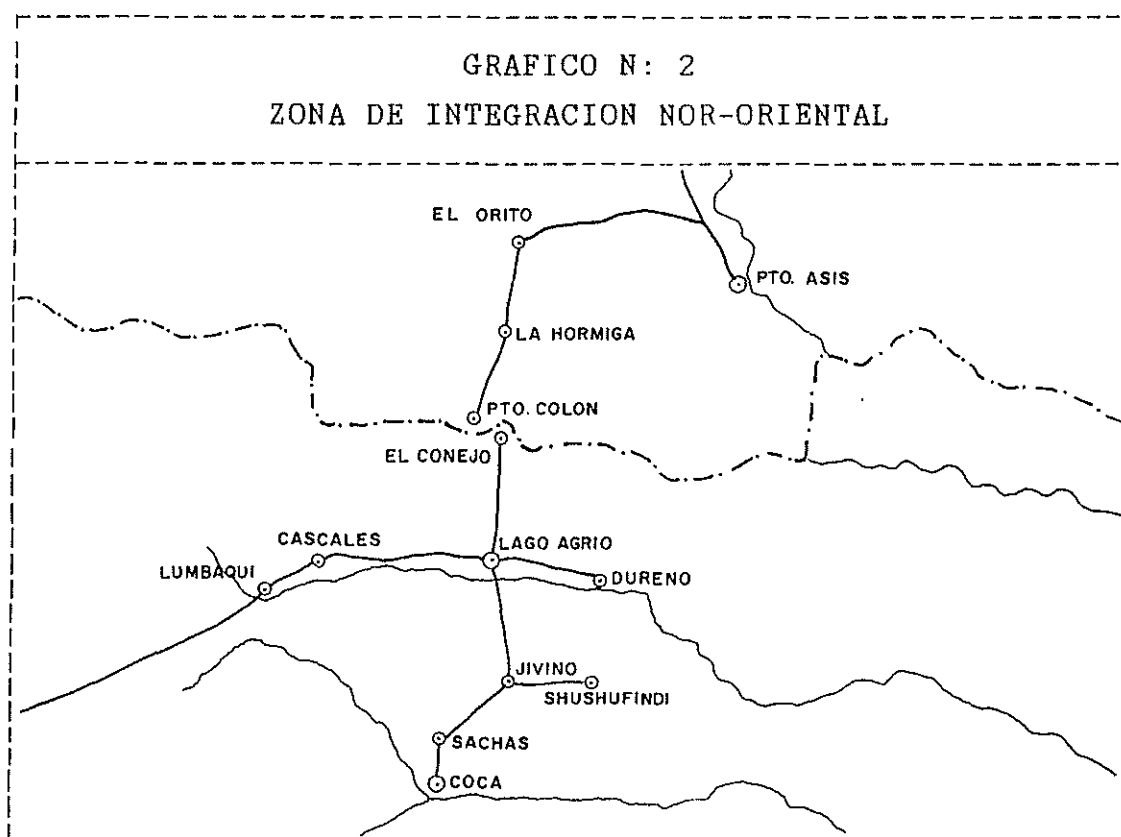 GRAFICO N: 2
ZONA DE INTEGRACION NOR-ORIENTAL
EL ORITO
PTO. ASIS
LA HORMIGA
PTO. COLON
EL CONEJO
CASCALES
LAGO AGRIO
LUMBAQUI
DURENO
JIVINO
SHUSHUFINDI
SACHAS
COCA